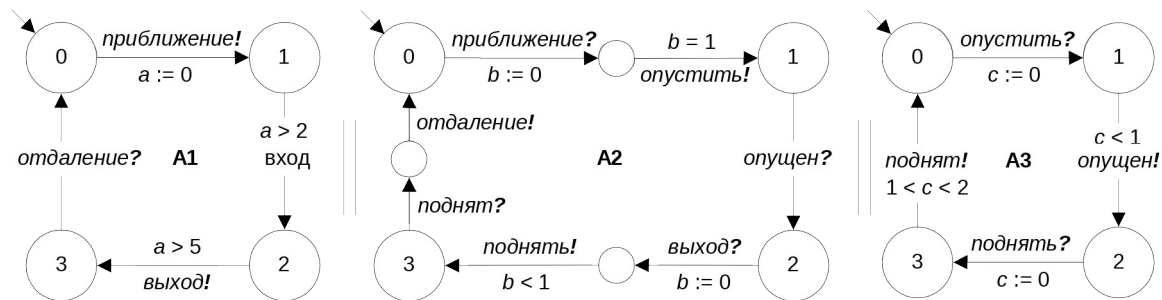 0
приближение!
a := 0
1
a > 2
вход
отдаление?
A1
3
a > 5
выход!
2
0
приближение?
b := 0
b = 1
опустить!
1
отдаление!
A2
опущен?
поднят?
3
поднять!
b < 1
выход?
b := 0
2
0
опустить?
c := 0
1
c < 1
опущен!
поднят!
1 < c < 2
A3
3
поднять?
c := 0
2